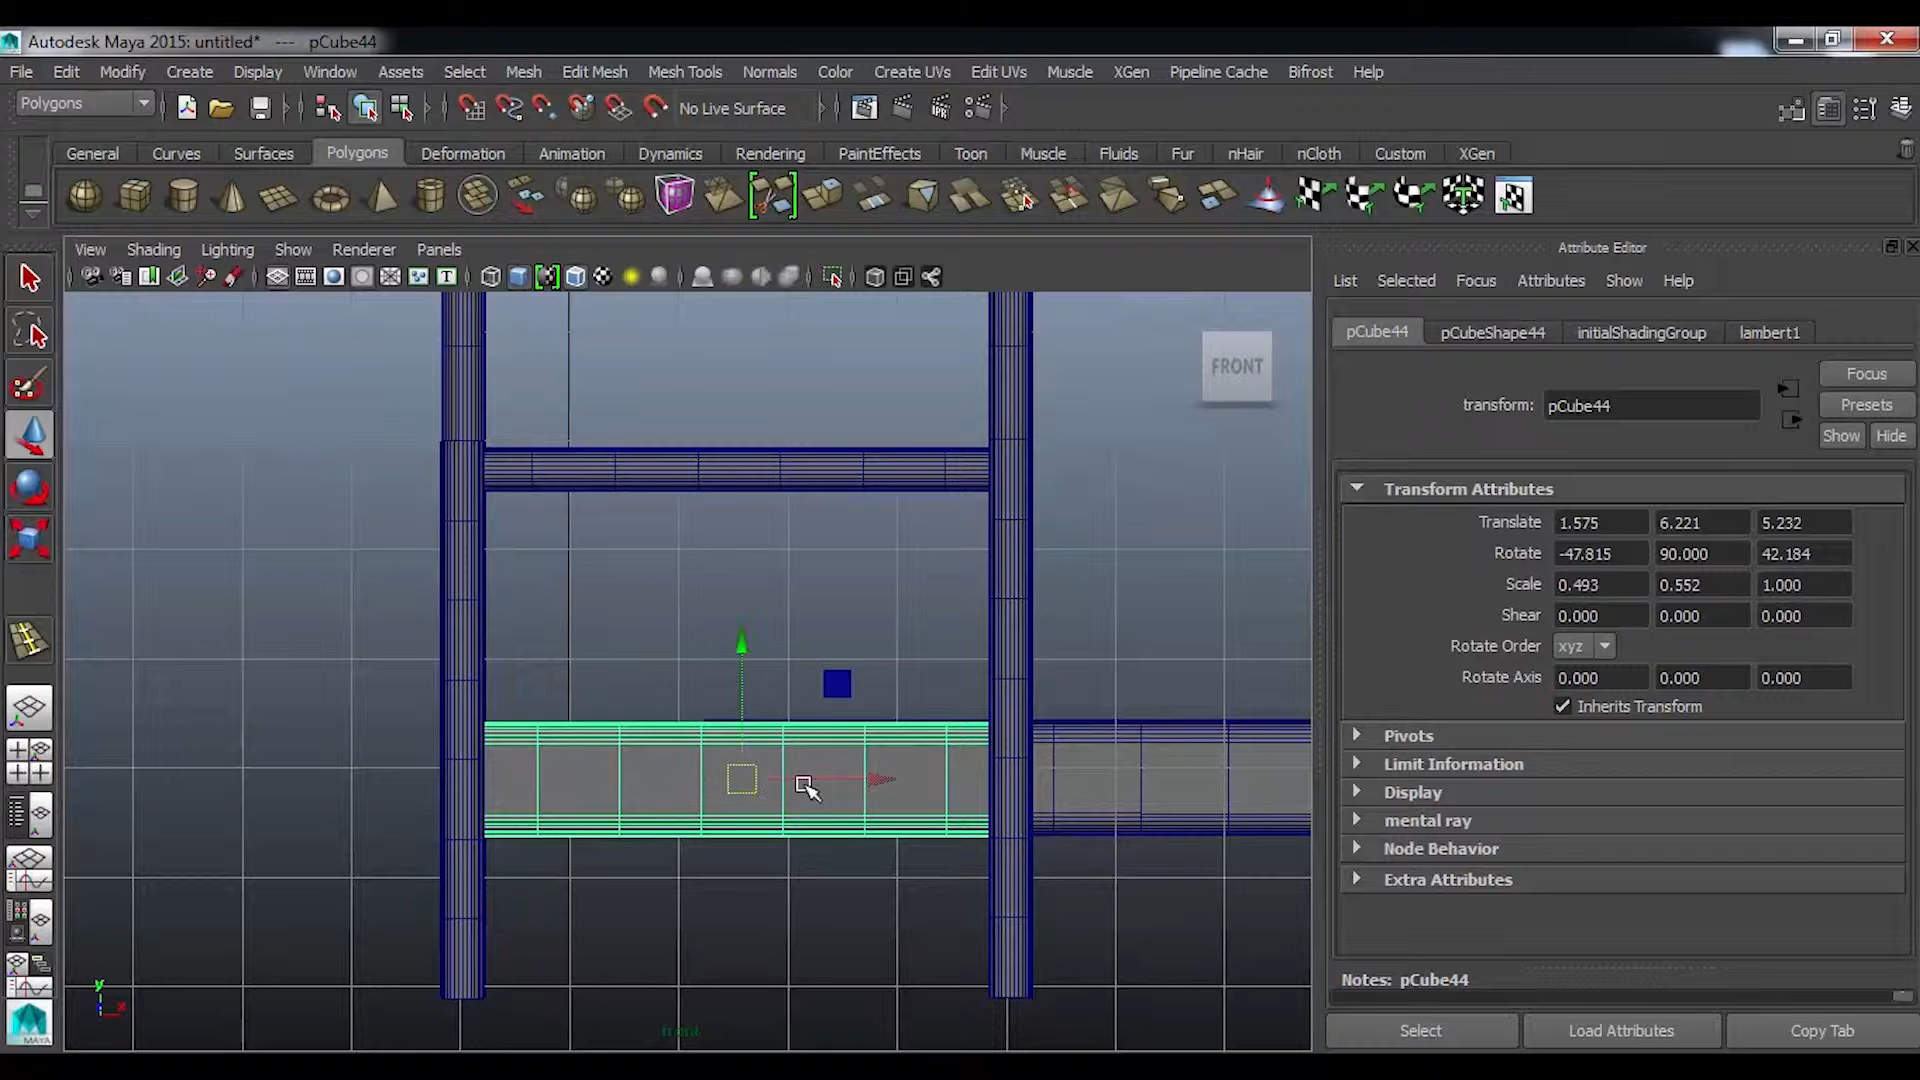 Autodesk Maya 2015: untitled* --- pCube44
File Edit Modify Create Display Window Assets Select Mesh Edit Mesh Mesh Tools Normals Color Create UVs Edit UVs Muscle XGen Pipeline Cache Bifrost Help
Polygons No Live Surface
General Curves Surfaces Polygons Deformation Animation Dynamics Rendering PaintEffects Toon Muscle Fluids Fur nHair nCloth Custom XGen
Attribute Editor
View Shading Lighting Show Renderer Panels
List Selected Focus Attributes Show Help
pCube44 pCubeShape44 initialShadingGroup lambert1
FRONT
Focus
transform: pCube44 Presets
Show Hide
Transform Attributes
Translate 1.575 6.221 5.232
Rotate -47.815 90.000 42.184
Scale 0.493 0.552 1.000
Shear 0.000 0.000 0.000
Rotate Order xyz
Rotate Axis 0.000 0.000 0.000
Inherits Transform
Pivots
Limit Information
Display
mental ray
Node Behavior
Extra Attributes
Notes: pCube44
y
x
front
MAYA
Select Load Attributes Copy Tab